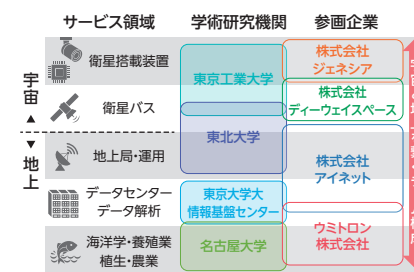 サービス領域 学術研究機関 参画企業
宇宙
▲
▼
地上
衛星搭載装置
衛星バス
地上局・運用
データセンター
データ解析
海洋学・養殖業
植生・農業
東京工業大学
東北大学
東京大学大
情報基盤センター
名古屋大学
株式会社
ジェネシア
株式会社
ディーウェイスペース
株式会社
アイネット
ウミトロン
株式会社